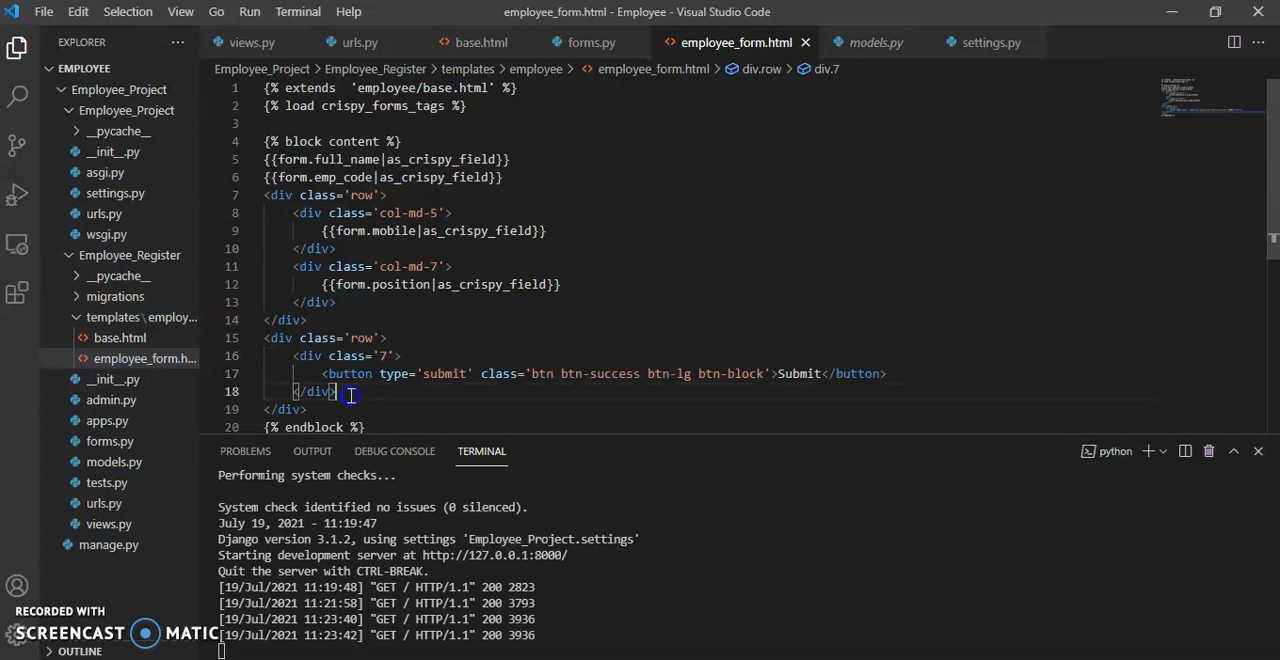 File Edit Selection View Go Run Terminal Help employee_form.html - Employee - Visual Studio Code
EXPLORER ···
views.py urls.py base.html forms.py employee_form.html models.py settings.py
EMPLOYEE
Employee_Project
Employee_Project
__pycache__
__init__.py
asgi.py
settings.py
urls.py
wsgi.py
Employee_Register
__pycache__
migrations
templates\employ...
base.html
employee_form.h...
__init__.py
admin.py
apps.py
forms.py
models.py
tests.py
urls.py
views.py
manage.py
OUTLINE
Employee_Project > Employee_Register > templates > employee > employee_form.html > div.row > div.7
1 {% extends  'employee/base.html' %}
2 {% load crispy_forms_tags %}
3
4 {% block content %}
5 {{form.full_name|as_crispy_field}}
6 {{form.emp_code|as_crispy_field}}
7 <div class='row'>
8     <div class='col-md-5'>
9         {{form.mobile|as_crispy_field}}
10     </div>
11     <div class='col-md-7'>
12         {{form.position|as_crispy_field}}
13     </div>
14 </div>
15 <div class='row'>
16     <div class='7'>
17         <button type='submit' class='btn btn-success btn-lg btn-block'>Submit</button>
18     </div>
19 </div>
20 {% endblock %}
PROBLEMS OUTPUT DEBUG CONSOLE TERMINAL python
Performing system checks...
System check identified no issues (0 silenced).
July 19, 2021 - 11:19:47
Django version 3.1.2, using settings 'Employee_Project.settings'
Starting development server at http://127.0.0.1:8000/
Quit the server with CTRL-BREAK.
[19/Jul/2021 11:19:48] "GET / HTTP/1.1" 200 2823
[19/Jul/2021 11:21:58] "GET / HTTP/1.1" 200 3793
[19/Jul/2021 11:23:40] "GET / HTTP/1.1" 200 3936
[19/Jul/2021 11:23:42] "GET / HTTP/1.1" 200 3936
RECORDED WITH
SCREENCAST MATIC